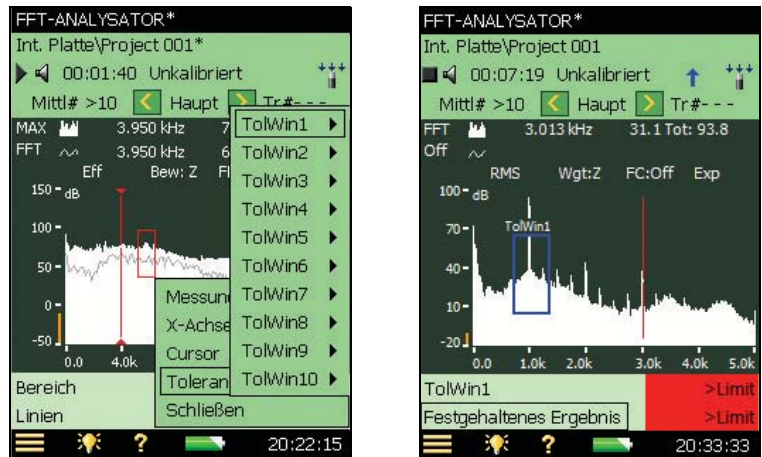 FFT-ANALYSATOR*
Int. Platte\Project 001*
00:01:40 Unkalibriert
Mittl# >10 < Haupt > Tr#- - -
MAX 3.950 kHz 7
FFT 3.950 kHz 6
Eff Bew: Z
150 dB
100
50
0
-50
0.0 4.0k
TolWin1
TolWin2
TolWin3
TolWin4
TolWin5
TolWin6
TolWin7
TolWin8
TolWin9
TolWin10
X-Achse
Cursor
Schließen
Bereich
Linien
? 20:22:15
FFT-ANALYSATOR*
Int. Platte\Project 001
00:07:19 Unkalibriert
Mittl# >10 < Haupt > Tr#- - -
FFT 3.013 kHz 31.1 Tot: 93.8
Off
RMS Wgt:Z FC:Off Exp
100 dB
70
40
10
-20
TolWin1
0.0 1.0k 2.0k 3.0k 4.0k 5.0k
TolWin1 >Limit
Festgehaltenes Ergebnis >Limit
? 20:33:33